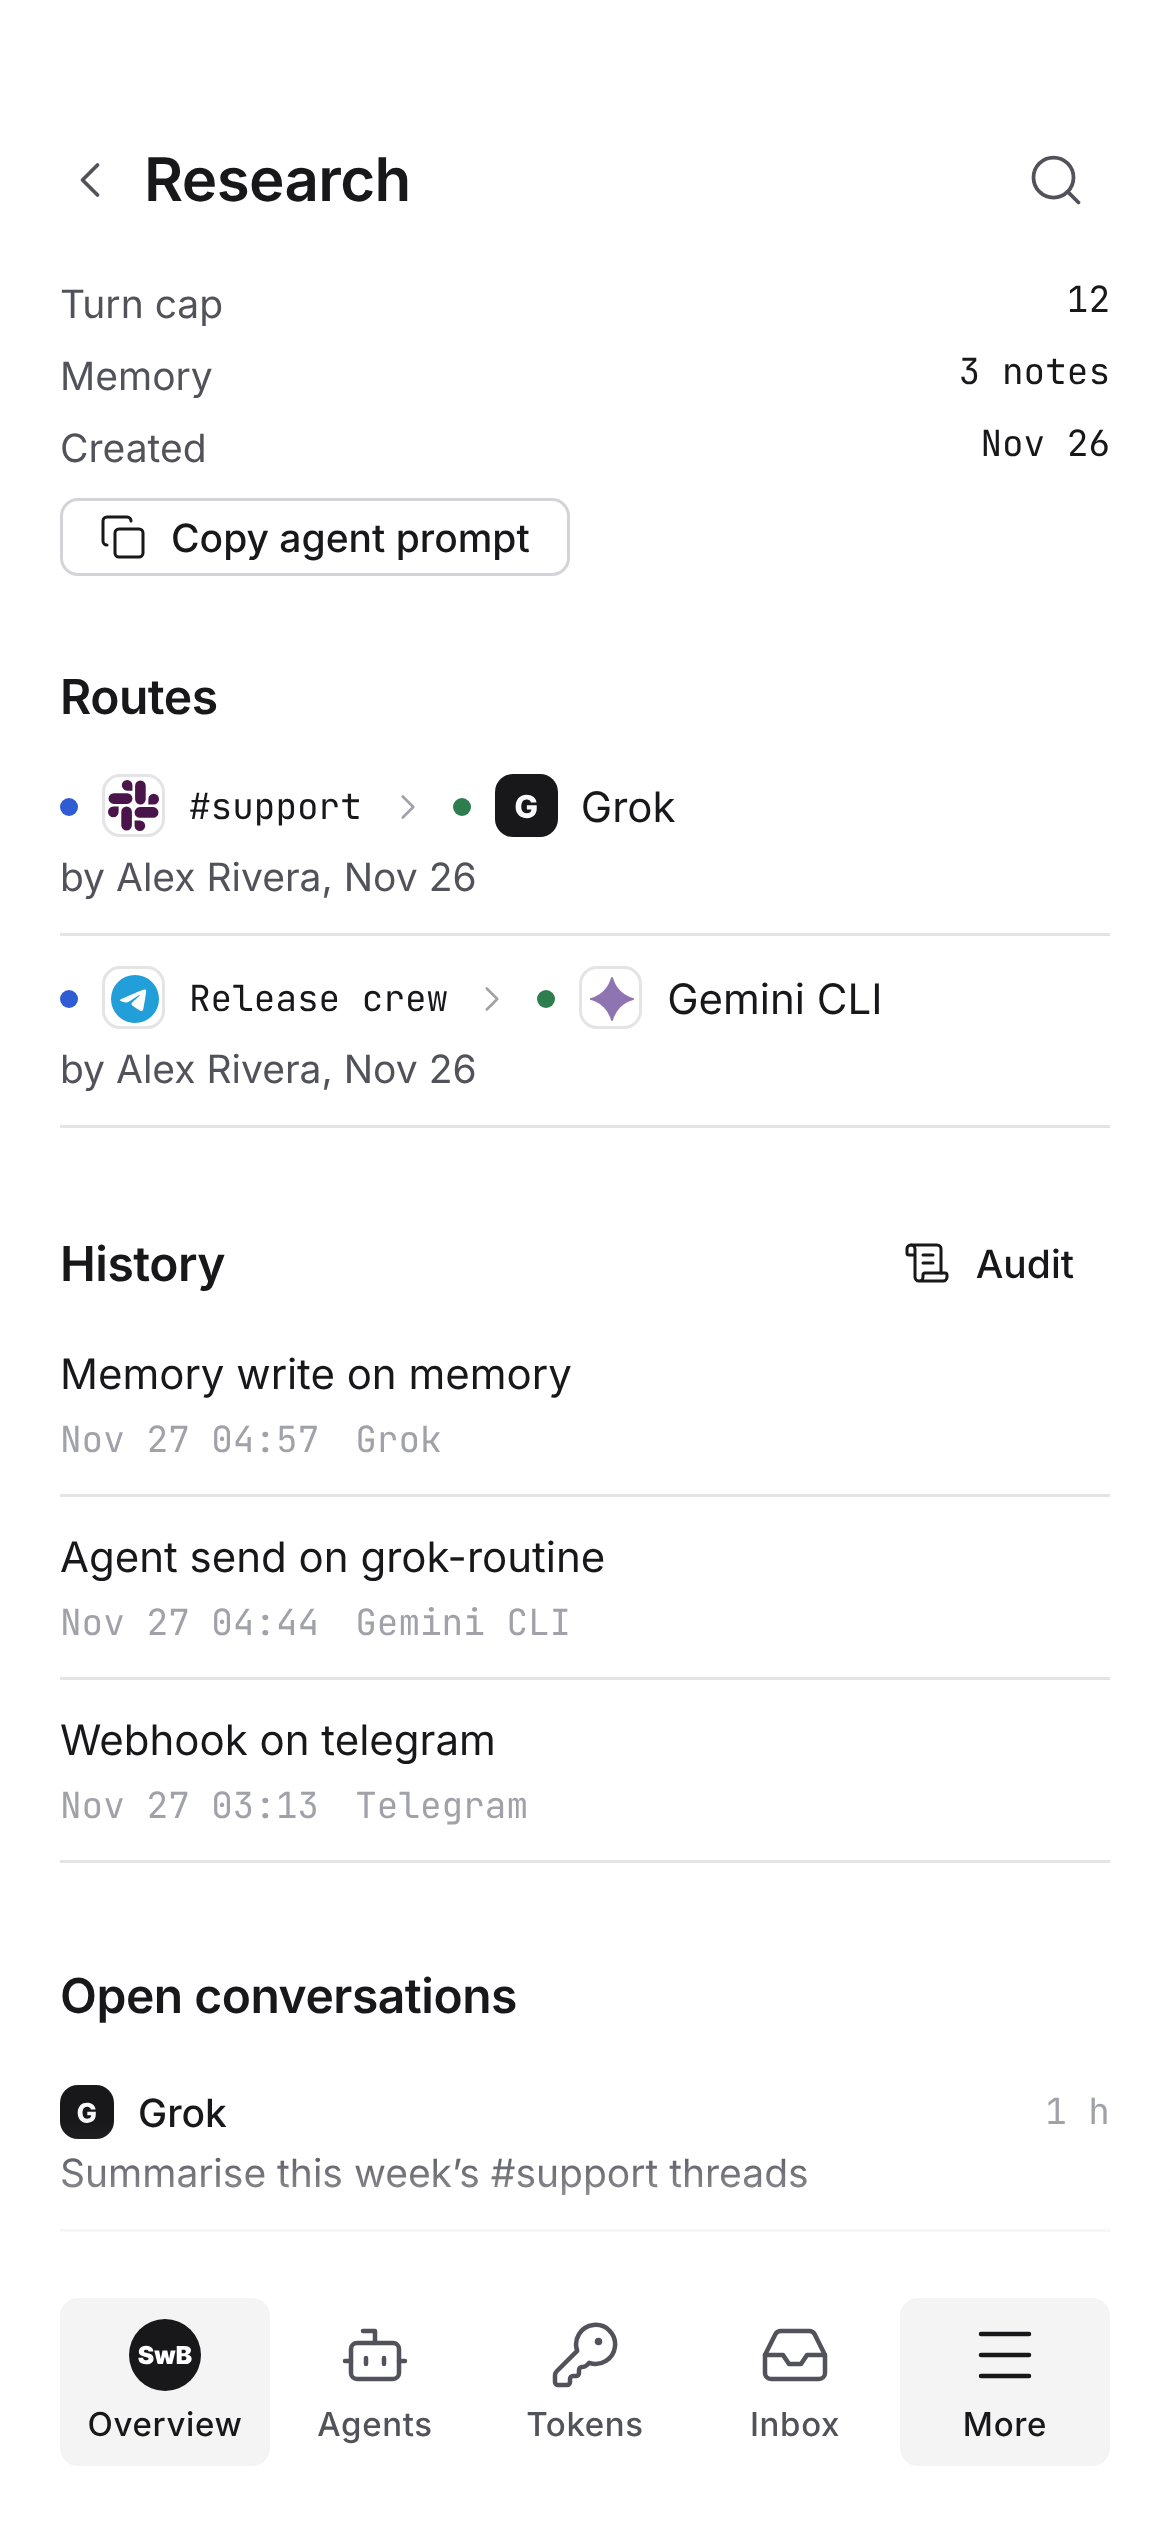 Research
Turn cap 12
Memory 3 notes
Created Nov 26
Copy agent prompt
Routes
#support G Grok
by Alex Rivera, Nov 26
Release crew Gemini CLI
by Alex Rivera, Nov 26
History Audit
Memory write on memory
Nov 27 04:57 Grok
Agent send on grok-routine
Nov 27 04:44 Gemini CLI
Webhook on telegram
Nov 27 03:13 Telegram
Open conversations
G Grok 1 h
Summarise this week’s #support threads
SwB
Overview Agents Tokens Inbox More